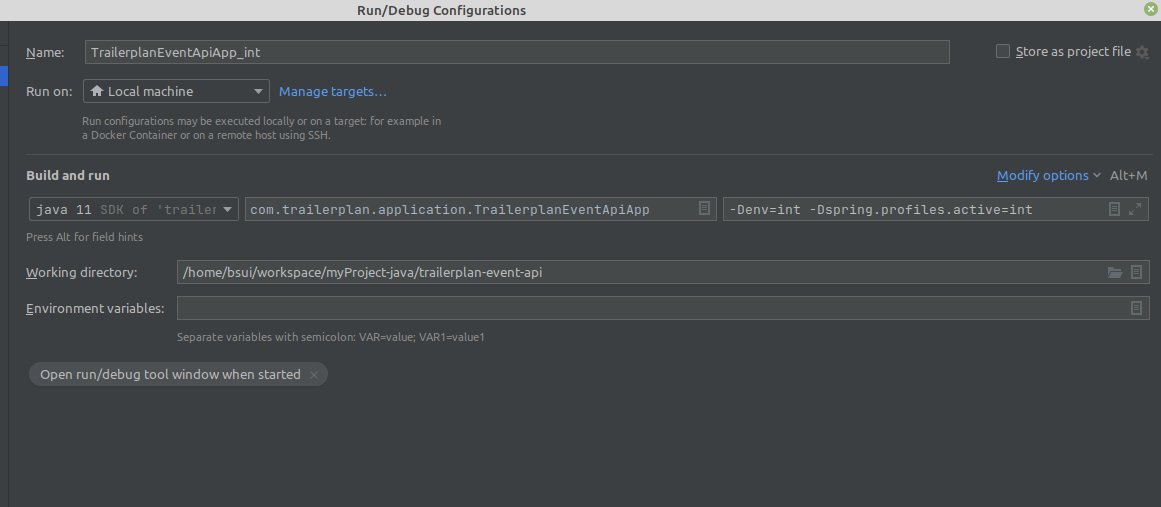 Run/Debug Configurations
Name: TrailerplanEventApiApp_int Store as project file
Run on: Local machine Manage targets...
Run configurations may be executed locally or on a target: for example in
a Docker Container or on a remote host using SSH.
Build and run Modify options Alt+M
java 11 SDK of 'trailer com.trailerplan.application.TrailerplanEventApiApp -Denv=int -Dspring.profiles.active=int
Press Alt for field hints
Working directory: /home/bsui/workspace/myProject-java/trailerplan-event-api
Environment variables:
Separate variables with semicolon: VAR=value; VAR1=value1
Open run/debug tool window when started